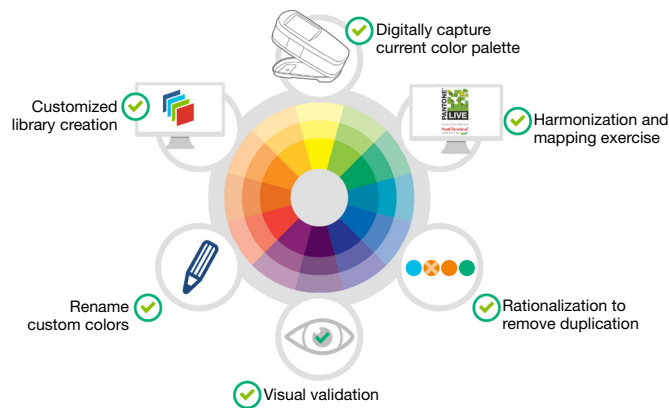 Digitally capture
current color palette
Customized
library creation
PANTONE
LIVE
SunChemical
Harmonization and
mapping exercise
Rename
custom colors
Rationalization to
remove duplication
Visual validation